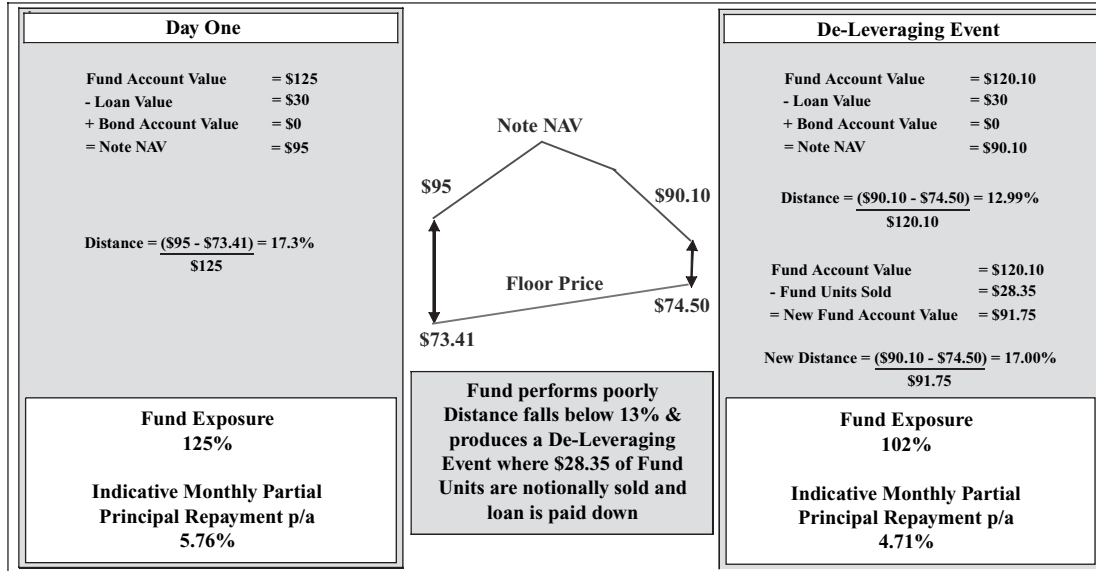 Day One
Fund Account Value = $125
- Loan Value = $30
+ Bond Account Value = $0
= Note NAV = $95
Distance = ($95 - $73.41) = 17.3%
$125
Fund Exposure
125%
Indicative Monthly Partial
Principal Repayment p/a
5.76%
Note NAV
$95
$90.10
Floor Price
$74.50
$73.41
Fund performs poorly
Distance falls below 13% &
produces a De-Leveraging
Event where $28.35 of Fund
Units are notionally sold and
loan is paid down
De-Leveraging Event
Fund Account Value = $120.10
- Loan Value = $30
+ Bond Account Value = $0
= Note NAV = $90.10
Distance = ($90.10 - $74.50) = 12.99%
$120.10
Fund Account Value = $120.10
- Fund Units Sold = $28.35
= New Fund Account Value = $91.75
New Distance = ($90.10 - $74.50) = 17.00%
$91.75
Fund Exposure
102%
Indicative Monthly Partial
Principal Repayment p/a
4.71%